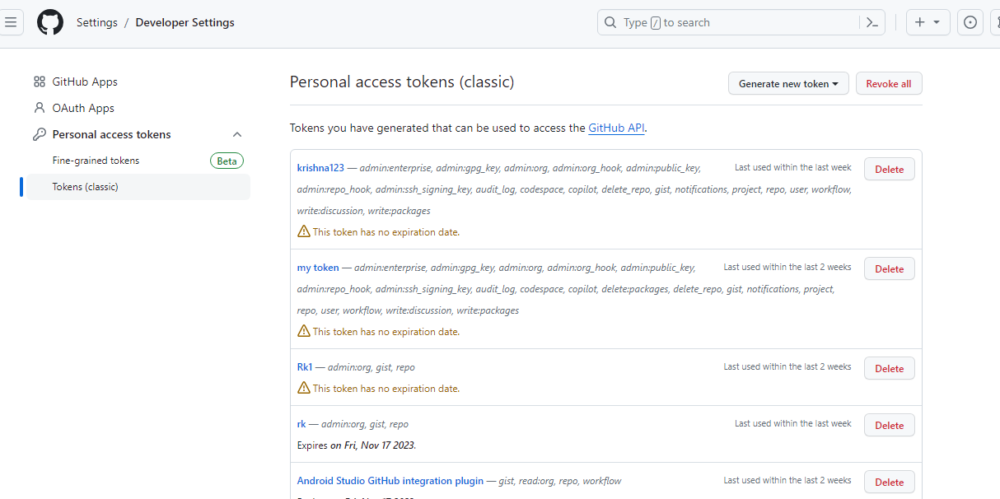 Settings / Developer Settings
Type / to search
GitHub Apps
OAuth Apps
Personal access tokens
Fine-grained tokens Beta
Tokens (classic)
Personal access tokens (classic) Generate new token Revoke all
Tokens you have generated that can be used to access the GitHub API.
krishna123 — admin:enterprise, admin:gpg_key, admin:org, admin:org_hook, admin:public_key, Last used within the last week Delete
admin:repo_hook, admin:ssh_signing_key, audit_log, codespace, copilot, delete_repo, gist, notifications, project, repo, user, workflow,
write:discussion, write:packages
This token has no expiration date.
my token — admin:enterprise, admin:gpg_key, admin:org, admin:org_hook, admin:public_key, Last used within the last 2 weeks Delete
admin:repo_hook, admin:ssh_signing_key, audit_log, codespace, copilot, delete:packages, delete_repo, gist, notifications, project,
repo, user, workflow, write:discussion, write:packages
This token has no expiration date.
Rk1 — admin:org, gist, repo Last used within the last 2 weeks Delete
This token has no expiration date.
rk — admin:org, gist, repo Last used within the last week Delete
Expires on Fri, Nov 17 2023.
Android Studio GitHub integration plugin — gist, read:org, repo, workflow Last used within the last 2 weeks Delete